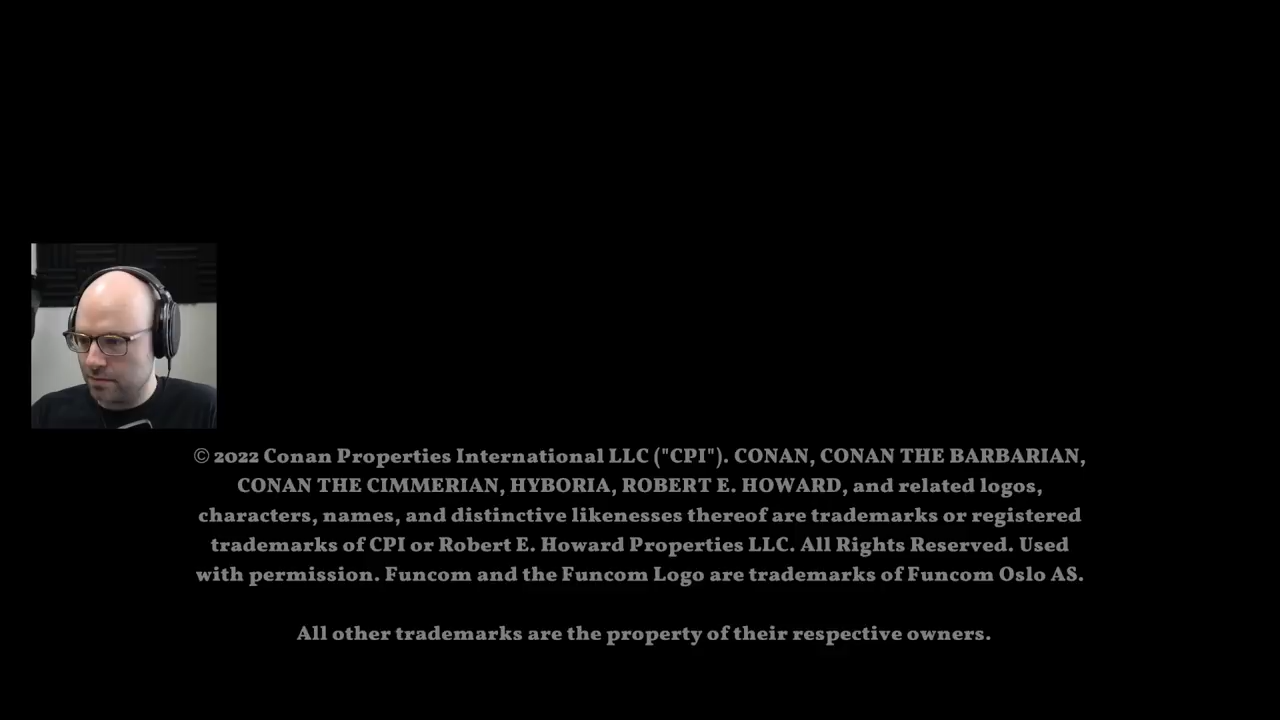 © 2022 Conan Properties International LLC ("CPI"). CONAN, CONAN THE BARBARIAN,
CONAN THE CIMMERIAN, HYBORIA, ROBERT E. HOWARD, and related logos,
characters, names, and distinctive likenesses thereof are trademarks or registered
trademarks of CPI or Robert E. Howard Properties LLC. All Rights Reserved. Used
with permission. Funcom and the Funcom Logo are trademarks of Funcom Oslo AS.
All other trademarks are the property of their respective owners.